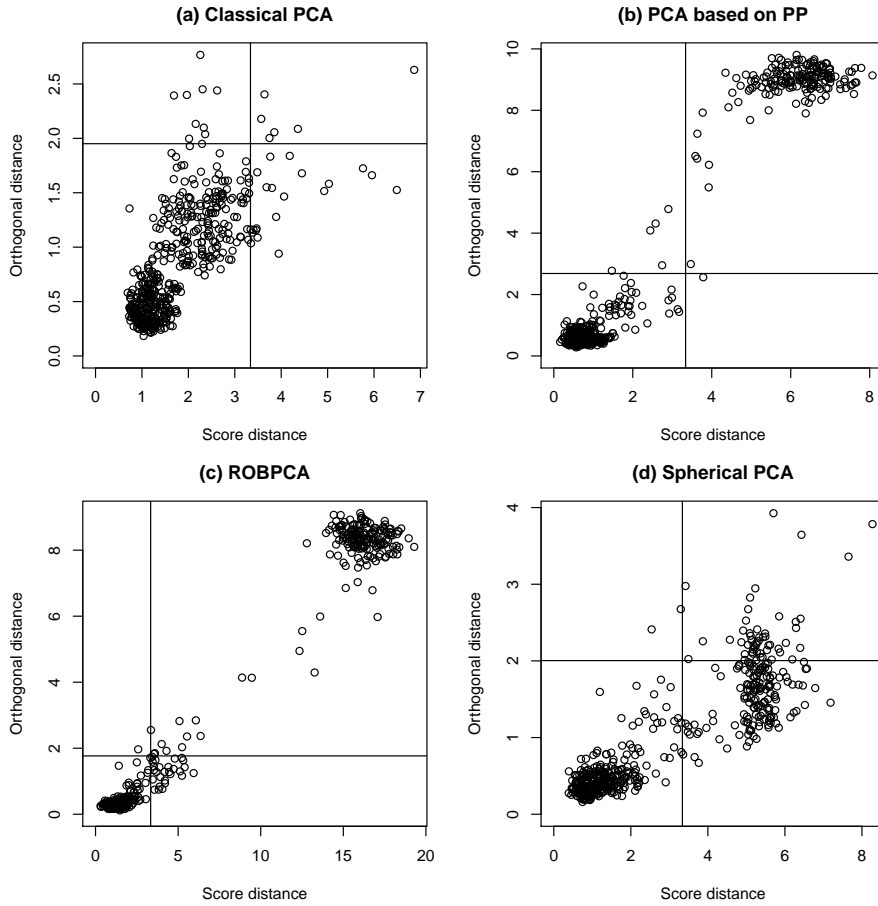 (a) Classical PCA
Orthogonal distance
0.0 0.5 1.0 1.5 2.0 2.5
0 1 2 3 4 5 6 7
Score distance
(b) PCA based on PP
Orthogonal distance
0 2 4 6 8 10
0 2 4 6 8
Score distance
(c) ROBPCA
Orthogonal distance
0 2 4 6 8
0 5 10 15 20
Score distance
(d) Spherical PCA
Orthogonal distance
0 1 2 3 4
0 2 4 6 8
Score distance